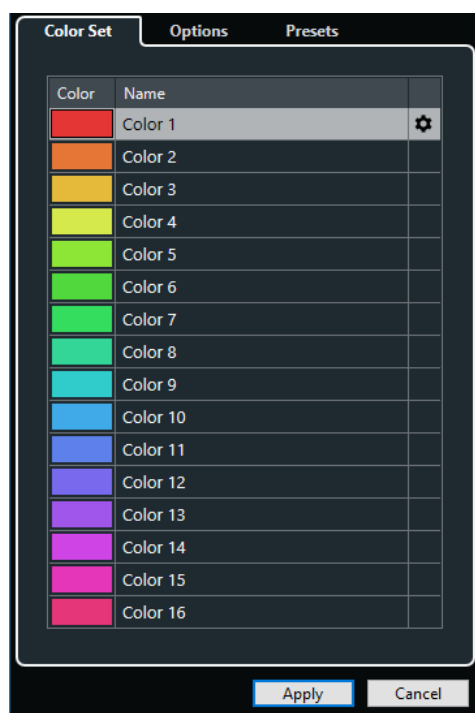 Color Set Options Presets
Color Name
Color 1
Color 2
Color 3
Color 4
Color 5
Color 6
Color 7
Color 8
Color 9
Color 10
Color 11
Color 12
Color 13
Color 14
Color 15
Color 16
Apply Cancel